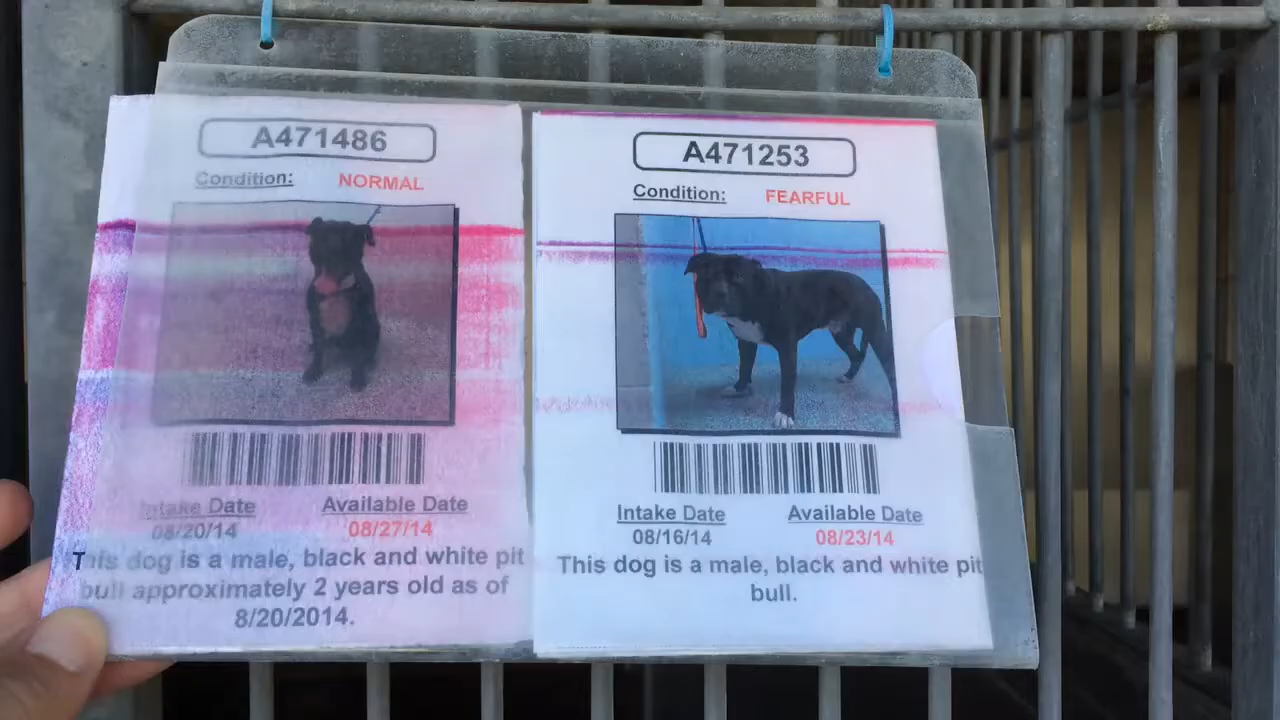 A471486
Condition: NORMAL
Intake Date Available Date
08/20/14 08/27/14
This dog is a male, black and white pit
bull approximately 2 years old as of
8/20/2014.
A471253
Condition: FEARFUL
Intake Date Available Date
08/16/14 08/23/14
This dog is a male, black and white pit
bull.